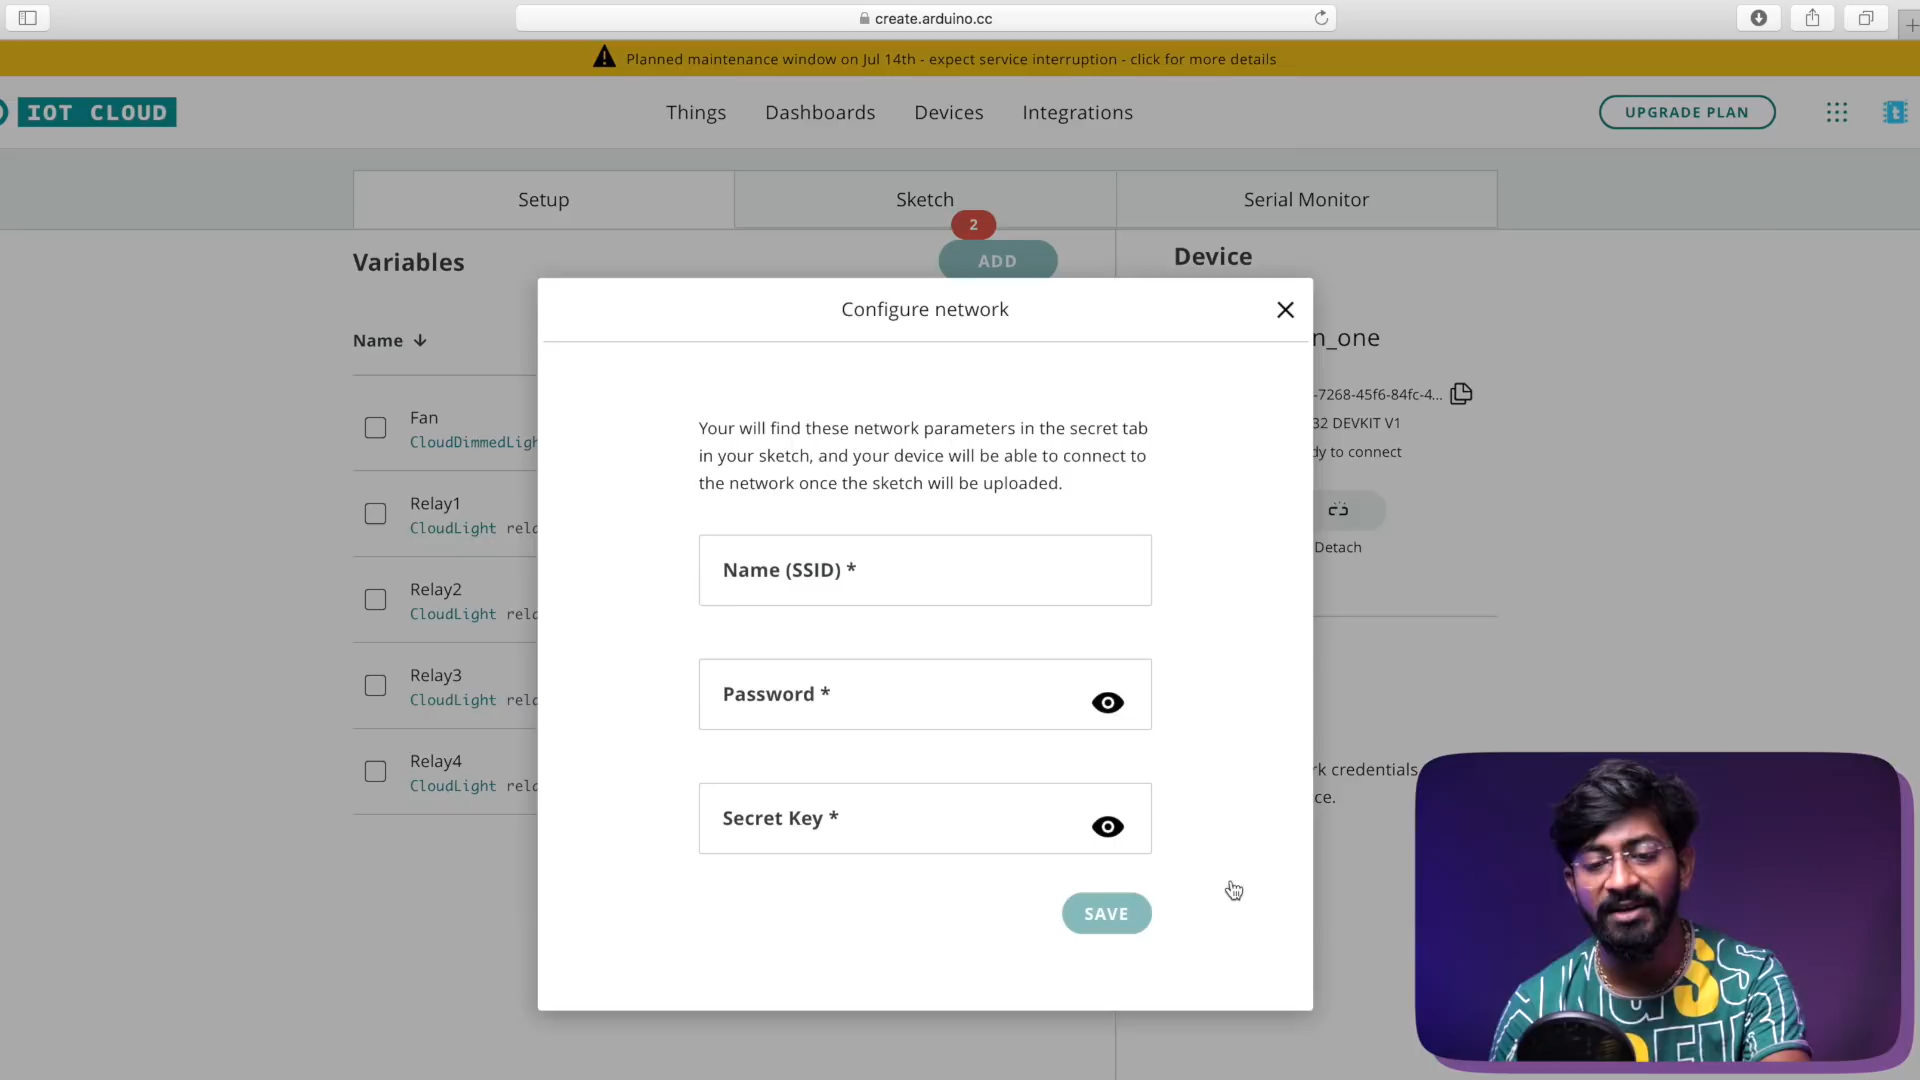 create.arduino.cc
Planned maintenance window on Jul 14th - expect service interruption - click for more details
IOT CLOUD
Things
Dashboards
Devices
Integrations
UPGRADE PLAN
Setup
Sketch
Serial Monitor
2
Variables
ADD
Device
Configure network
Name
n_one
-7268-45f6-84fc-4...
32 DEVKIT V1
dy to connect
Detach
Fan
CloudDimmedLigh
Relay1
CloudLight rela
Relay2
CloudLight rela
Relay3
CloudLight rela
Relay4
CloudLight rela
Your will find these network parameters in the secret tab
in your sketch, and your device will be able to connect to
the network once the sketch will be uploaded.
Name (SSID) *
Password *
Secret Key *
SAVE
rk credentials
ce.